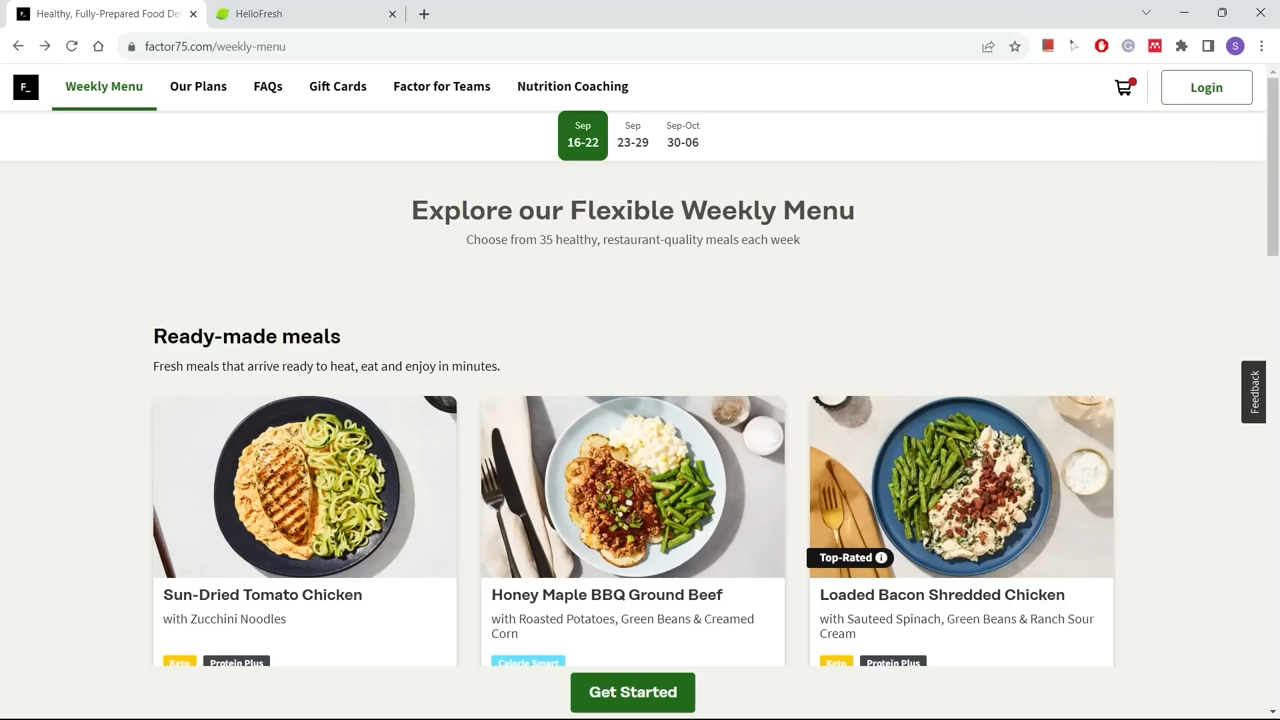 Healthy, Fully-Prepared Food De
HelloFresh
factor75.com/weekly-menu
S
F_
Weekly Menu
Our Plans
FAQs
Gift Cards
Factor for Teams
Nutrition Coaching
Login
Sep
16-22
Sep
23-29
Sep-Oct
30-06
Explore our Flexible Weekly Menu
Choose from 35 healthy, restaurant-quality meals each week
Ready-made meals
Fresh meals that arrive ready to heat, eat and enjoy in minutes.
Feedback
Top-Rated
Sun-Dried Tomato Chicken
with Zucchini Noodles
Keto
Protein Plus
Honey Maple BBQ Ground Beef
with Roasted Potatoes, Green Beans & Creamed
Corn
Calorie Smart
Loaded Bacon Shredded Chicken
with Sauteed Spinach, Green Beans & Ranch Sour
Cream
Keto
Protein Plus
Get Started